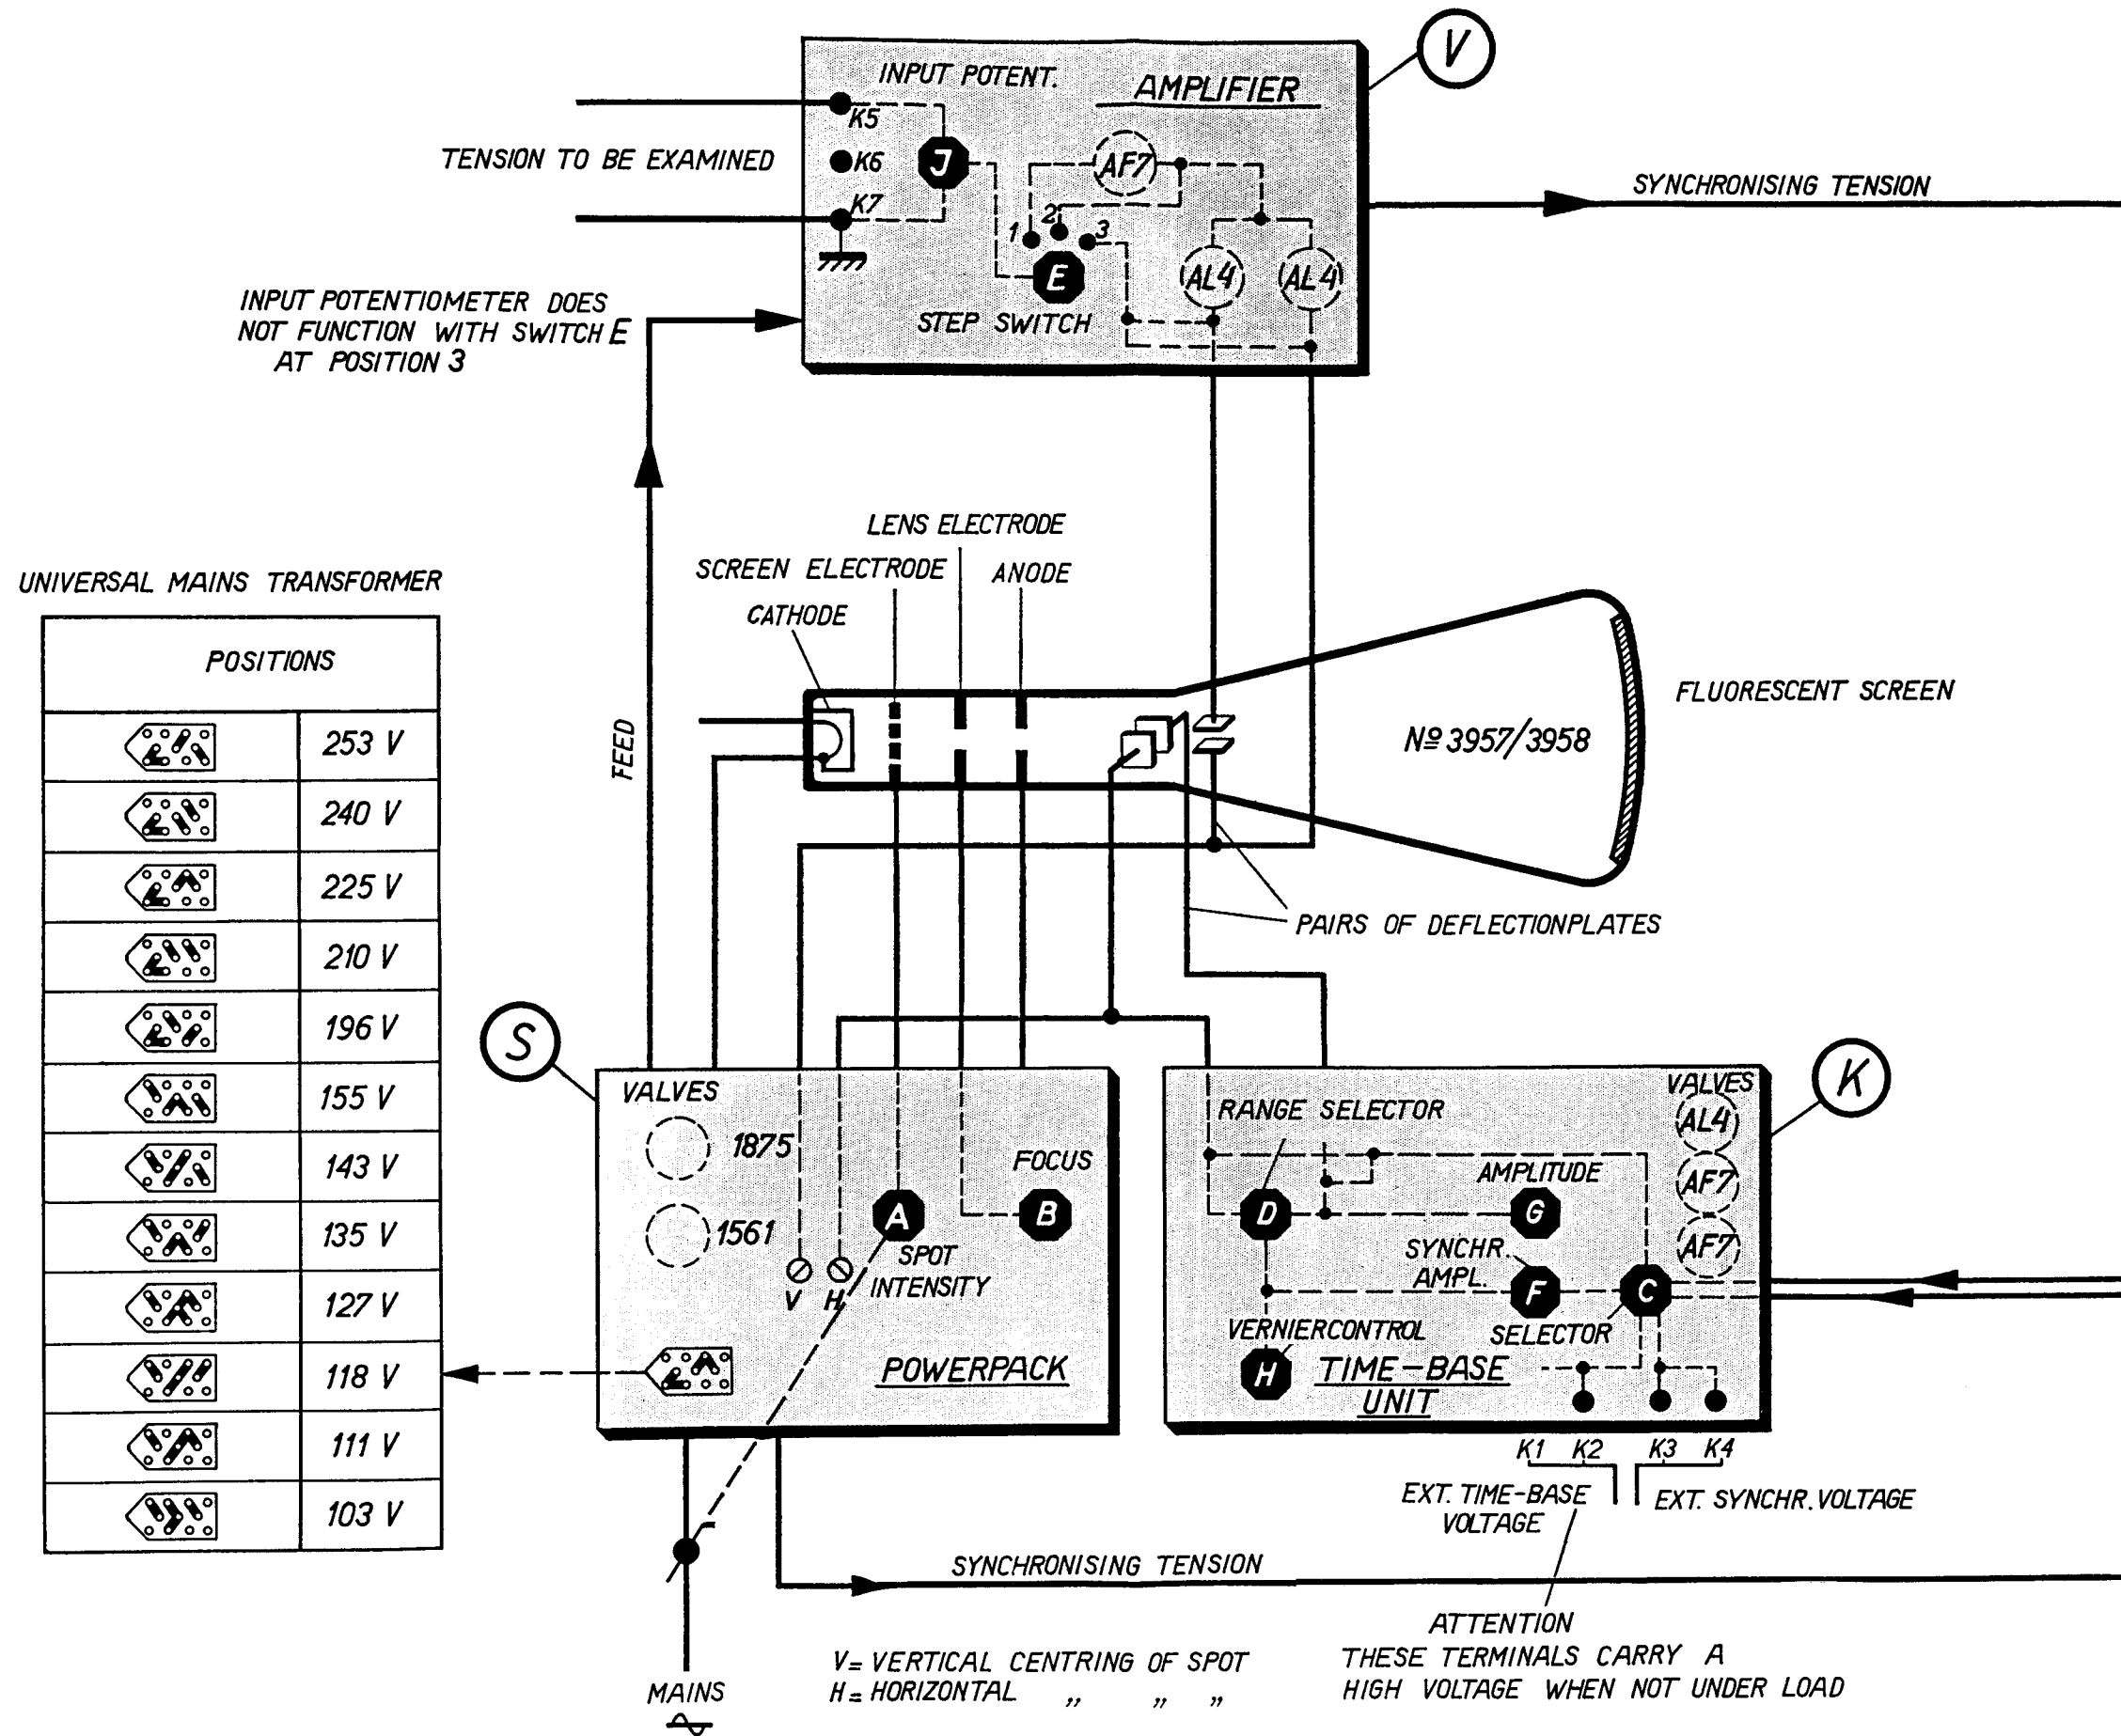 V
INPUT POTENT.
AMPLIFIER
K5
TENSION TO BE EXAMINED
K6
J
AF7
K7
SYNCHRONISING TENSION
1
2
3
E
AL4
AL4
STEP SWITCH
INPUT POTENTIOMETER DOES
NOT FUNCTION WITH SWITCH E
AT POSITION 3
LENS ELECTRODE
SCREEN ELECTRODE
ANODE
CATHODE
UNIVERSAL MAINS TRANSFORMER
POSITIONS
253 V
240 V
225 V
210 V
196 V
155 V
143 V
135 V
127 V
118 V
111 V
103 V
FEED
FLUORESCENT SCREEN
Nº 3957/3958
PAIRS OF DEFLECTIONPLATES
S
VALVES
1875
1561
FOCUS
A
B
SPOT
INTENSITY
V
H
POWERPACK
K
VALVES
AL4
AF7
AF7
RANGE SELECTOR
AMPLITUDE
D
G
SYNCHR.
AMPL.
F
C
VERNIERCONTROL
SELECTOR
H
TIME-BASE
UNIT
K1 K2 K3 K4
EXT. TIME-BASE
VOLTAGE
EXT. SYNCHR. VOLTAGE
SYNCHRONISING TENSION
ATTENTION
THESE TERMINALS CARRY A
HIGH VOLTAGE WHEN NOT UNDER LOAD
MAINS
V= VERTICAL CENTRING OF SPOT
H= HORIZONTAL „ „ „